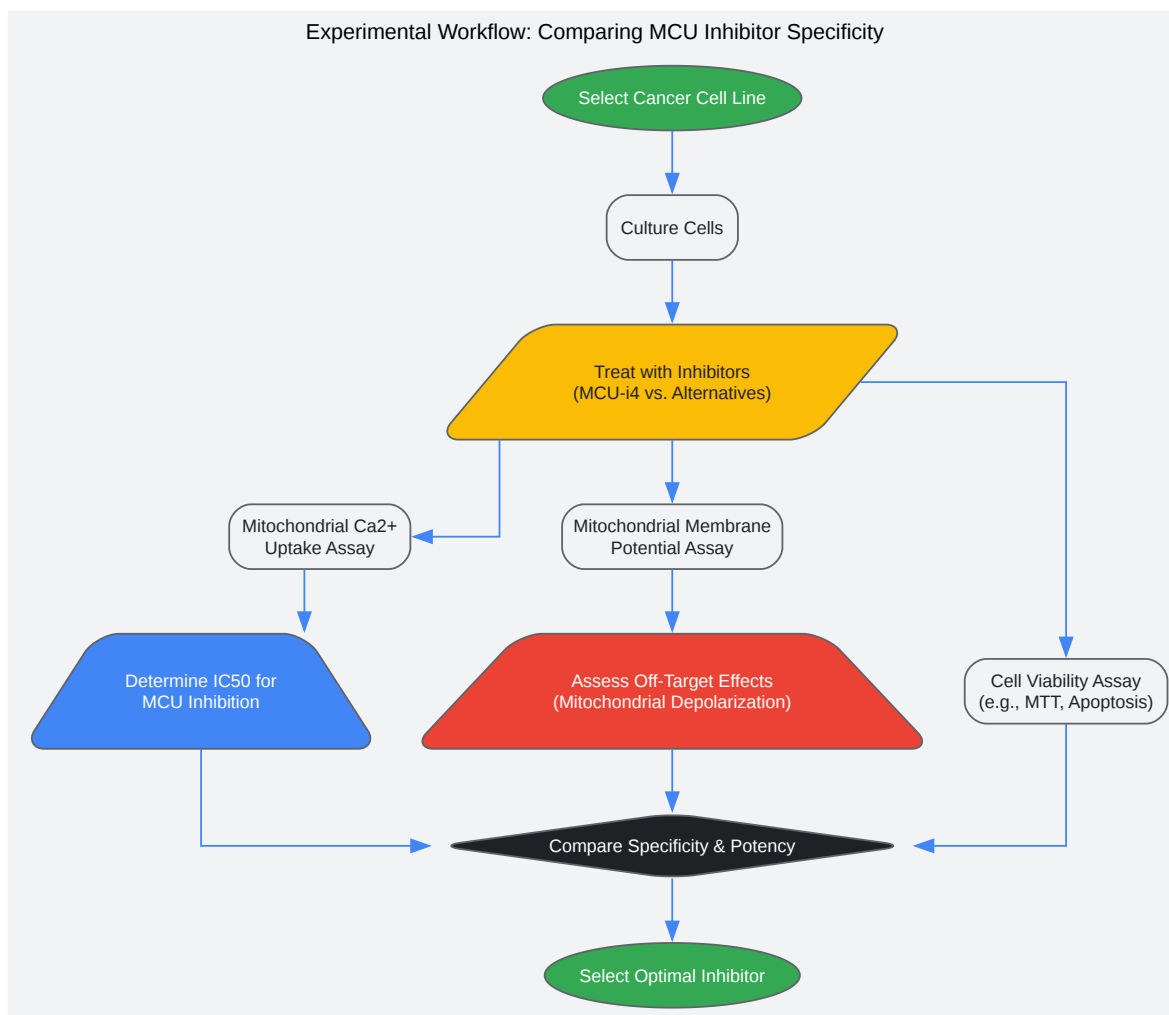 Experimental Workflow: Comparing MCU Inhibitor Specificity
Select Cancer Cell Line
Culture Cells
Treat with Inhibitors
(MCU-i4 vs. Alternatives)
Mitochondrial Ca2+
Uptake Assay
Mitochondrial Membrane
Potential Assay
Determine IC50 for
MCU Inhibition
Assess Off-Target Effects
(Mitochondrial Depolarization)
Cell Viability Assay
(e.g., MTT, Apoptosis)
Compare Specificity & Potency
Select Optimal Inhibitor